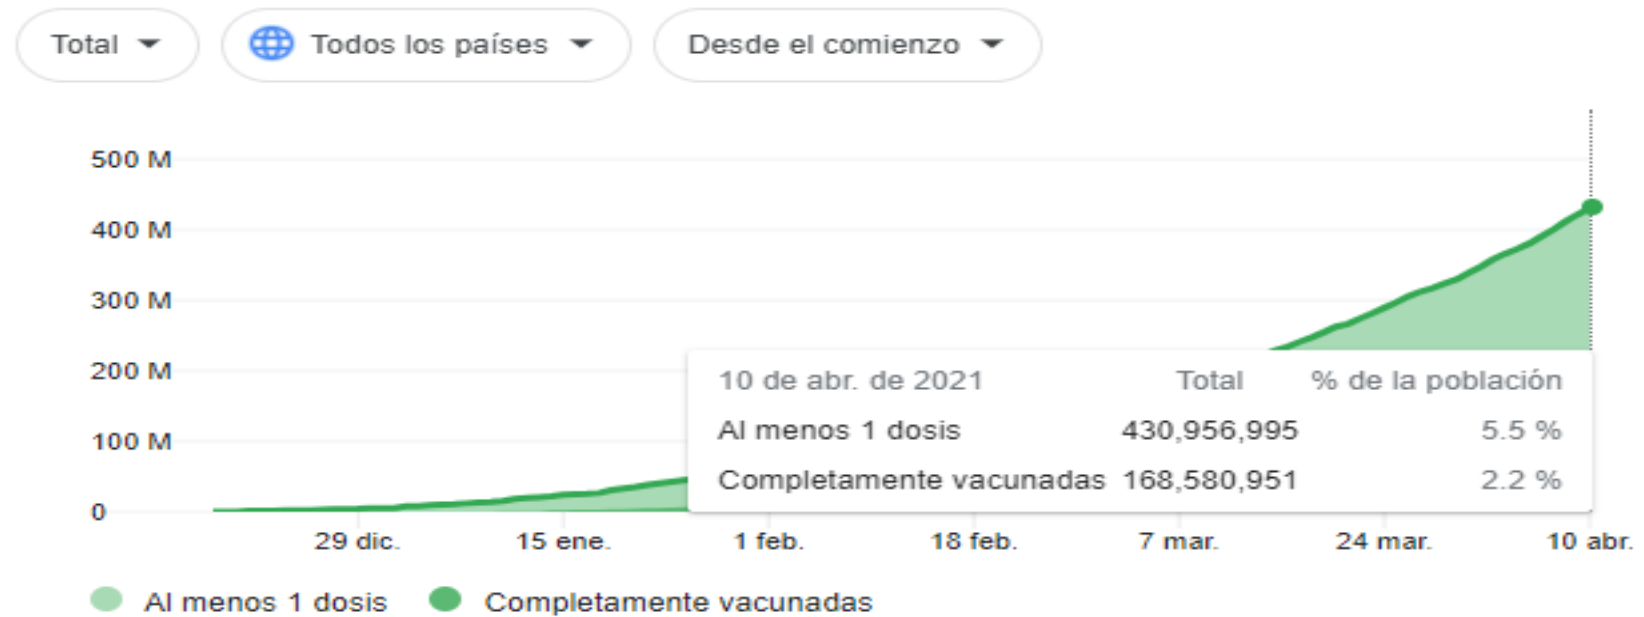 Total Todos los países Desde el comienzo
500 M
400 M
300 M
200 M
100 M
0
10 de abr. de 2021 Total % de la población
Al menos 1 dosis 430,956,995 5.5 %
Completamente vacunadas 168,580,951 2.2 %
29 dic. 15 ene. 1 feb. 18 feb. 7 mar. 24 mar. 10 abr.
Al menos 1 dosis Completamente vacunadas